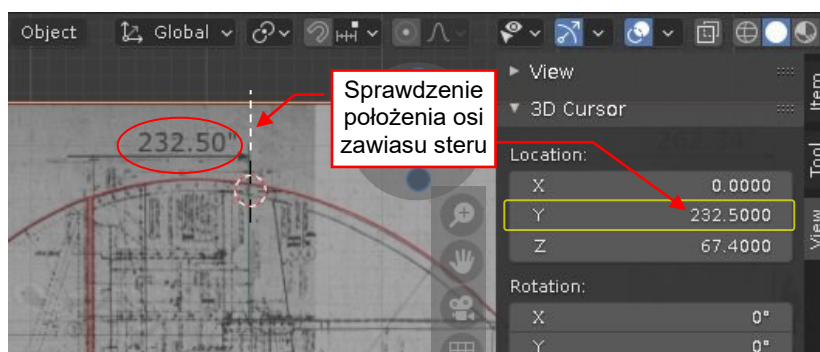 Object
Global
View
3D Cursor
Location:
X 0.0000
Y 232.5000
Z 67.4000
Rotation:
X 0°
Y 0°
Item
Tool
View
232.50"
Sprawdzenie
położenia osi
zawiasu steru